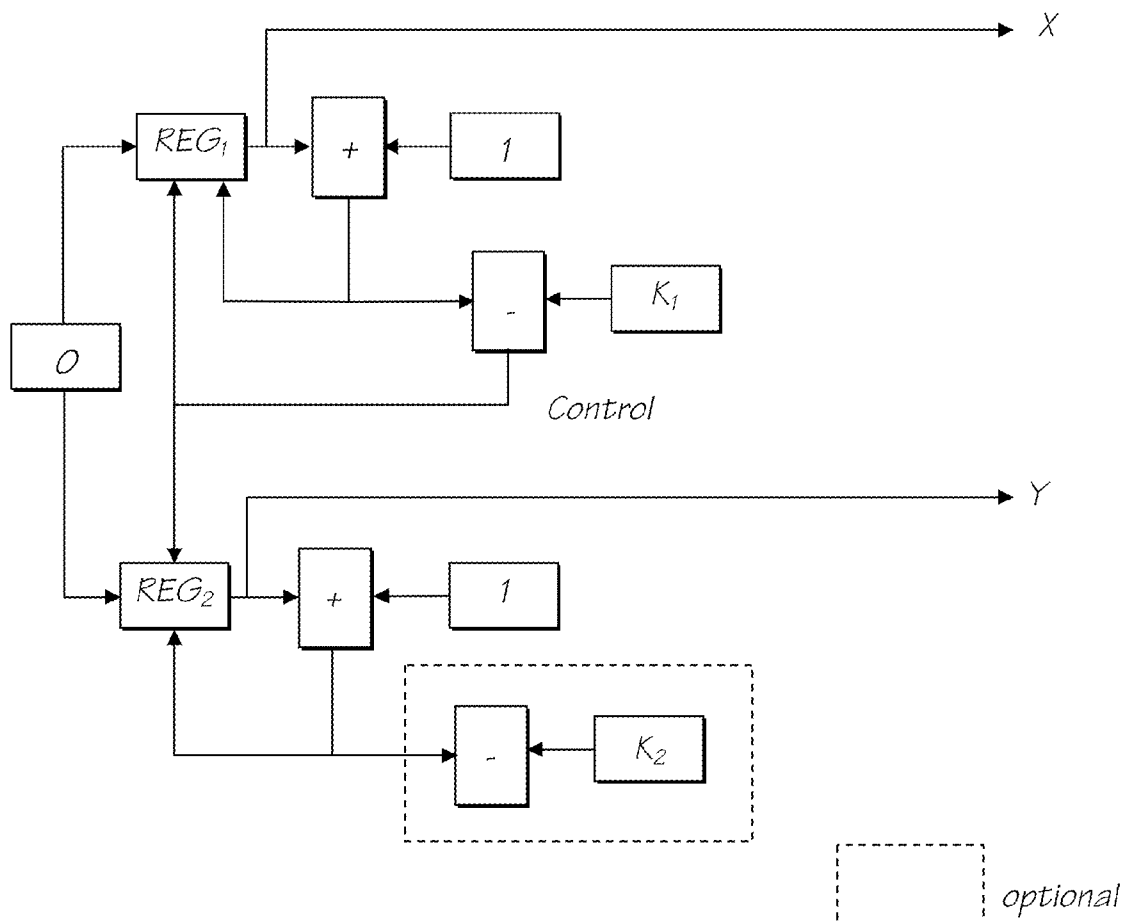 X
REG₁
+
1
-
K₁
0
Control
Y
REG₂
+
1
-
K₂
optional